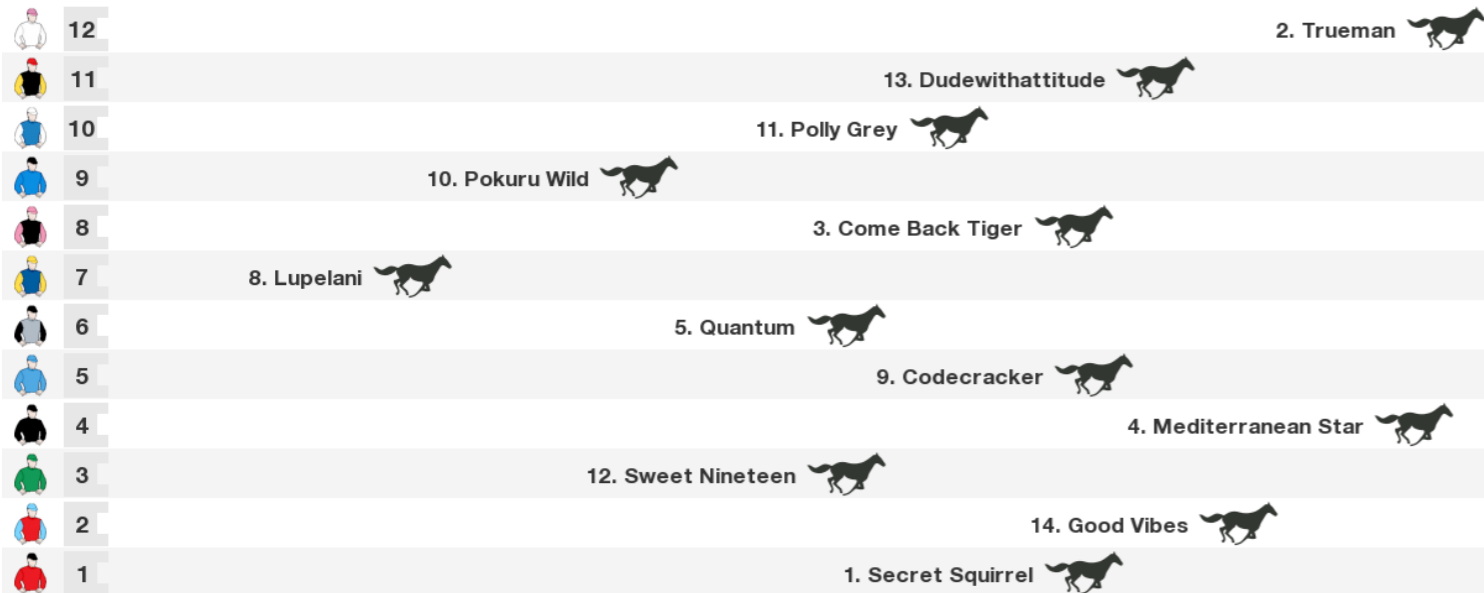 12 2. Trueman
11 13. Dudewithattitude
10 11. Polly Grey
9 10. Pokuru Wild
8 3. Come Back Tiger
7 8. Lupelani
6 5. Quantum
5 9. Codecracker
4 4. Mediterranean Star
3 12. Sweet Nineteen
2 14. Good Vibes
1 1. Secret Squirrel